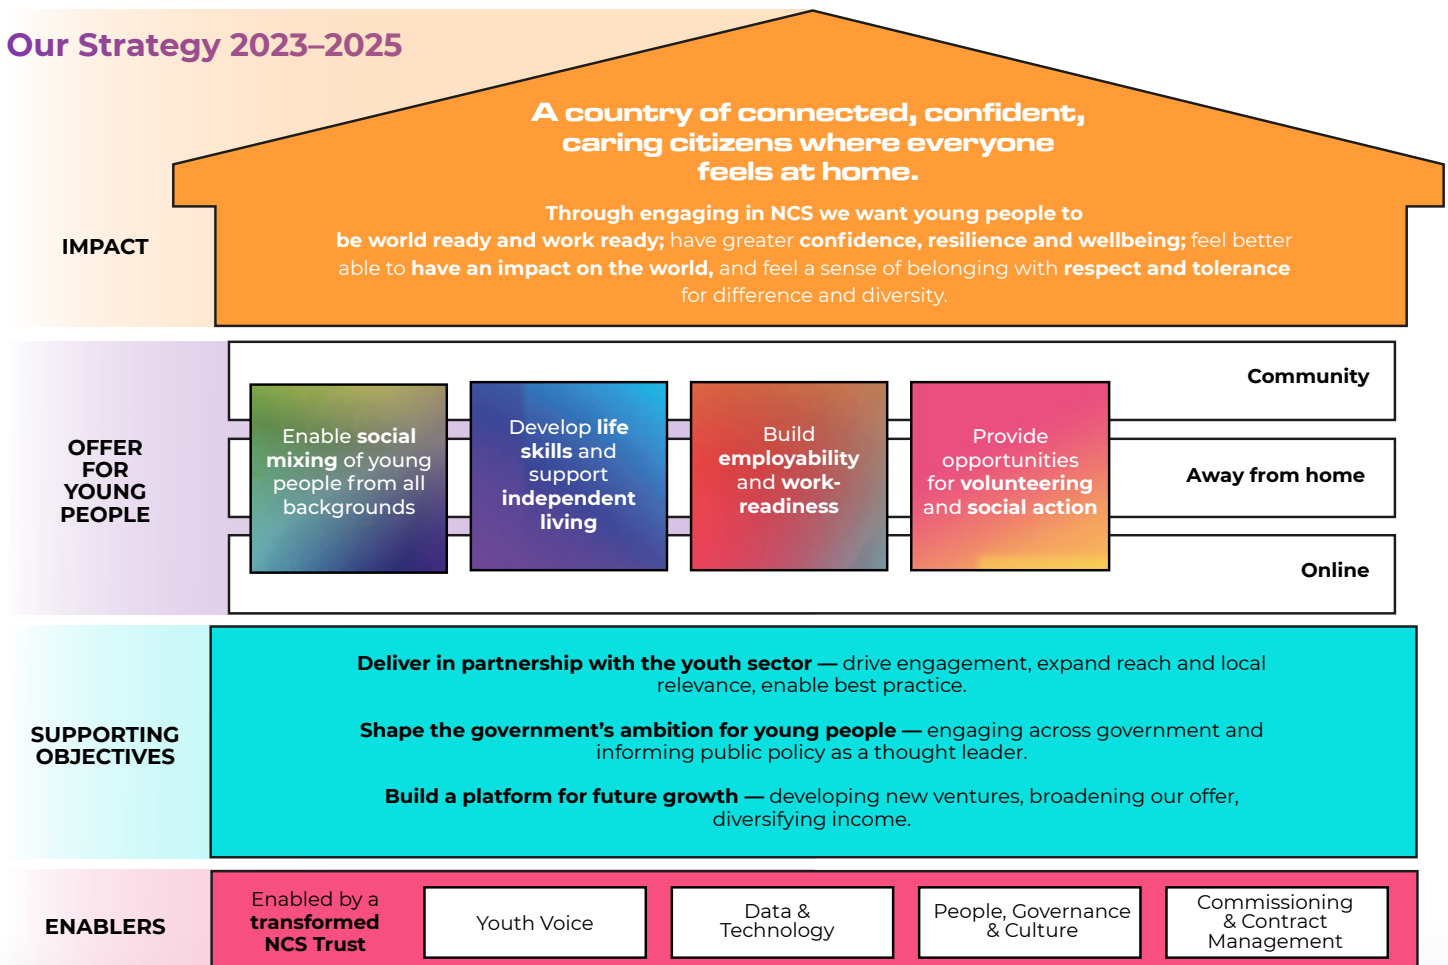 Our Strategy 2023–2025
A country of connected, confident,
caring citizens where everyone
feels at home.
Through engaging in NCS we want young people to
be world ready and work ready; have greater confidence, resilience and wellbeing; feel better
able to have an impact on the world, and feel a sense of belonging with respect and tolerance
for difference and diversity.
IMPACT
OFFER
FOR
YOUNG
PEOPLE
Enable social
mixing of young
people from all
backgrounds
Develop life
skills and
support
independent
living
Build
employability
and work-
readiness
Provide
opportunities
for volunteering
and social action
Community
Away from home
Online
SUPPORTING
OBJECTIVES
Deliver in partnership with the youth sector — drive engagement, expand reach and local
relevance, enable best practice.
Shape the government’s ambition for young people — engaging across government and
informing public policy as a thought leader.
Build a platform for future growth — developing new ventures, broadening our offer,
diversifying income.
ENABLERS
Enabled by a
transformed
NCS Trust
Youth Voice
Data &
Technology
People, Governance
& Culture
Commissioning
& Contract
Management